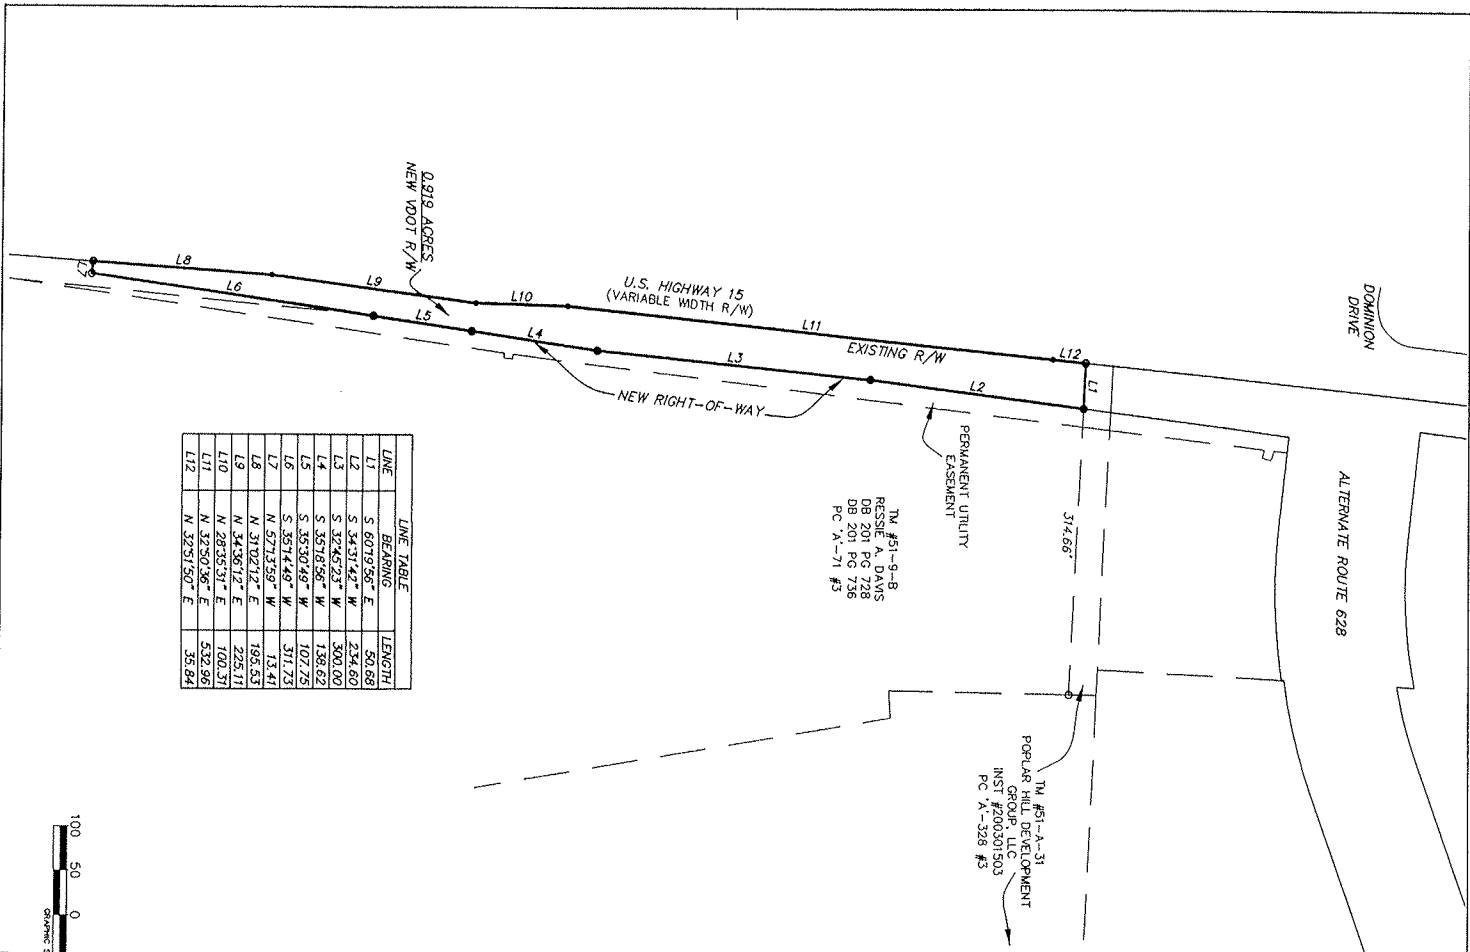 DOMINION
DRIVE
ALTERNATE ROUTE 628
U.S. HIGHWAY 15
(VARIABLE WIDTH R/W)
EXISTING R/W
0.919 ACRES
NEW VDOT R/W
NEW RIGHT-OF-WAY
PERMANENT UTILITY
EASEMENT
314.66'
L1
L2
L3
L4
L5
L6
L7
L8
L9
L10
L11
L12
TM #51-9-B
RESSIE A. DAVIS
DB 201 PG 728
DB 201 PG 736
PC 'A'-71 #3
TM #51-A-31
POPLAR HILL DEVELOPMENT
GROUP, LLC
INST #200301503
PC 'A'-328 #3
LINE TABLE
LINE BEARING LENGTH
L1 S 60°19'56" E 50.68
L2 S 34°31'42" W 234.60
L3 S 32°45'23" W 300.00
L4 S 35°18'56" W 138.62
L5 S 35°30'49" W 107.75
L6 S 35°14'49" W 311.73
L7 N 57°13'59" W 13.41
L8 N 31°02'12" E 195.53
L9 N 34°36'12" E 225.11
L10 N 28°35'31" E 100.31
L11 N 32°50'36" E 532.96
L12 N 32°51'50" E 35.84
100 50 0
GRAPHIC S